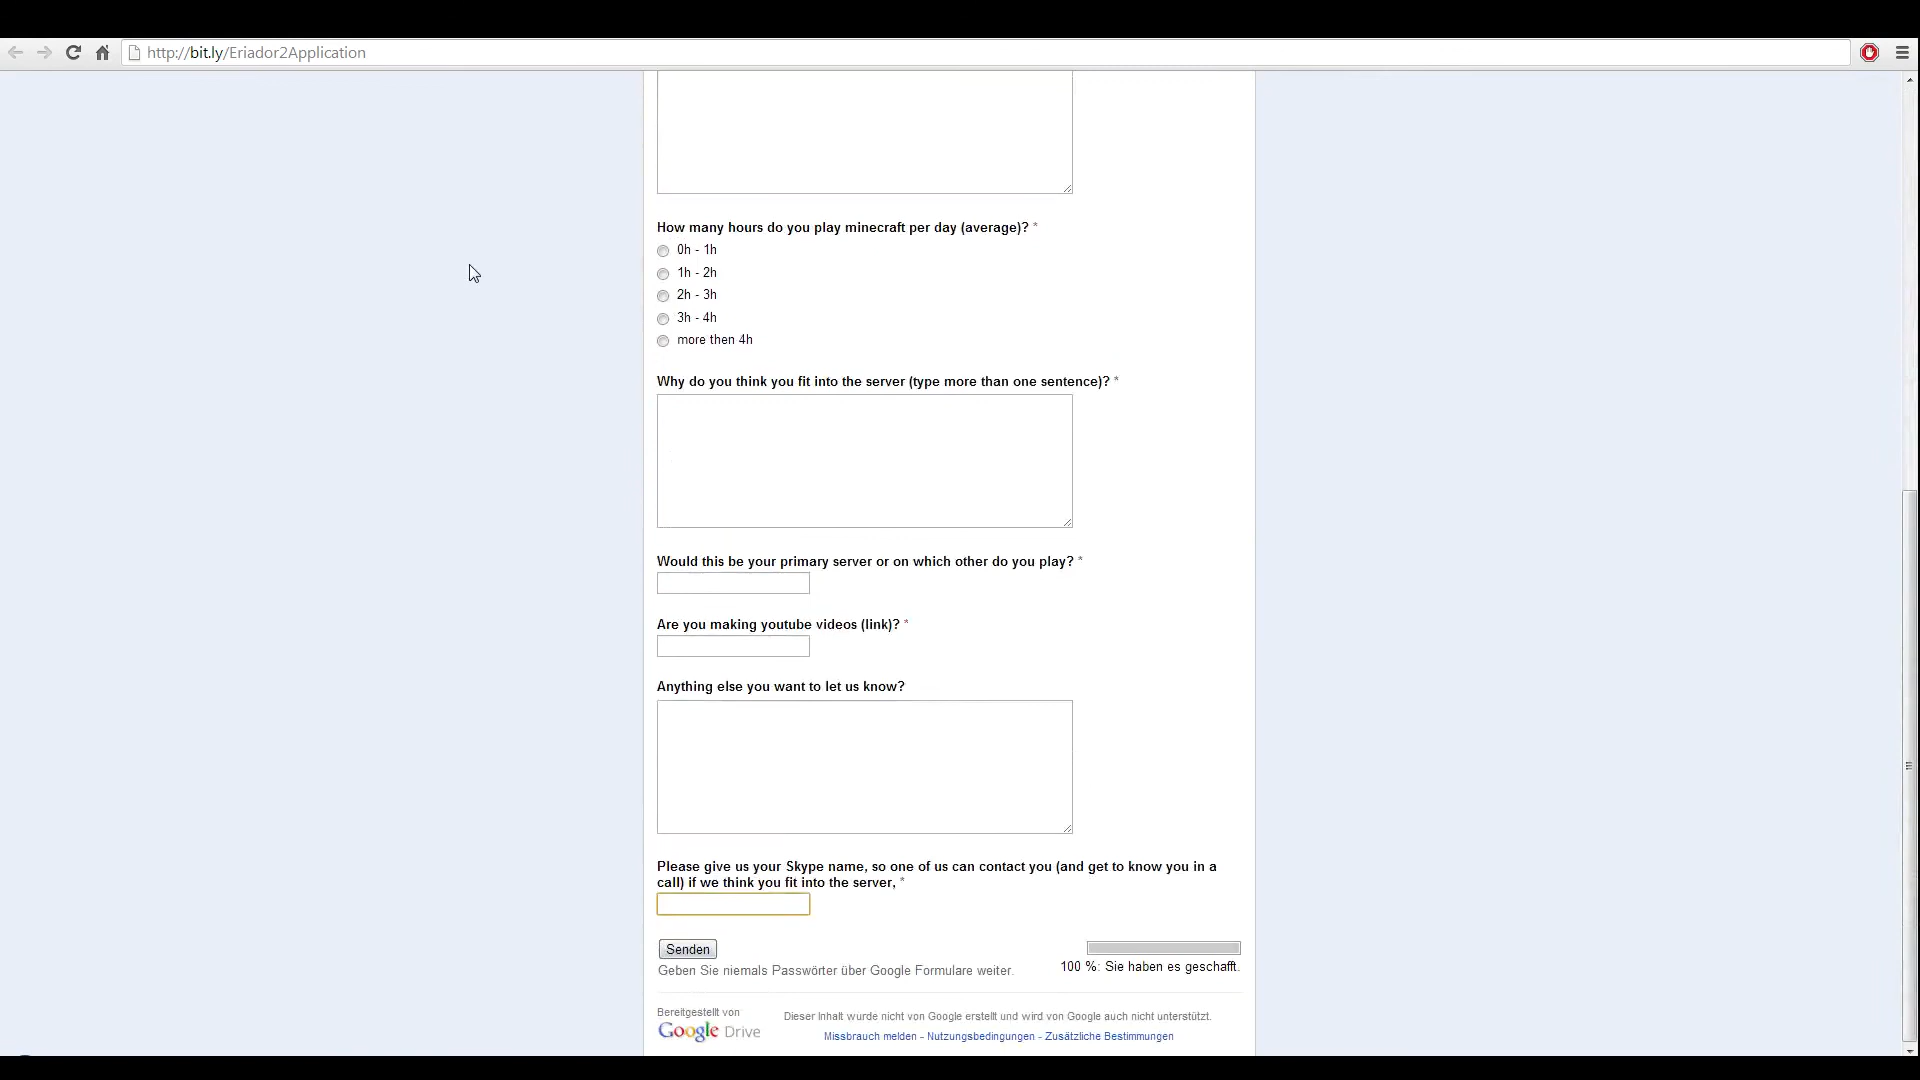 http://bit.ly/Eriador2Application
How many hours do you play minecraft per day (average)? *
0h - 1h
1h - 2h
2h - 3h
3h - 4h
more then 4h
Why do you think you fit into the server (type more than one sentence)? *
Would this be your primary server or on which other do you play? *
Are you making youtube videos (link)? *
Anything else you want to let us know?
Please give us your Skype name, so one of us can contact you (and get to know you in a
call) if we think you fit into the server, *
Senden
Geben Sie niemals Passwörter über Google Formulare weiter.
100 %: Sie haben es geschafft.
Bereitgestellt von
Google Drive
Dieser Inhalt wurde nicht von Google erstellt und wird von Google auch nicht unterstützt.
Missbrauch melden - Nutzungsbedingungen - Zusätzliche Bestimmungen